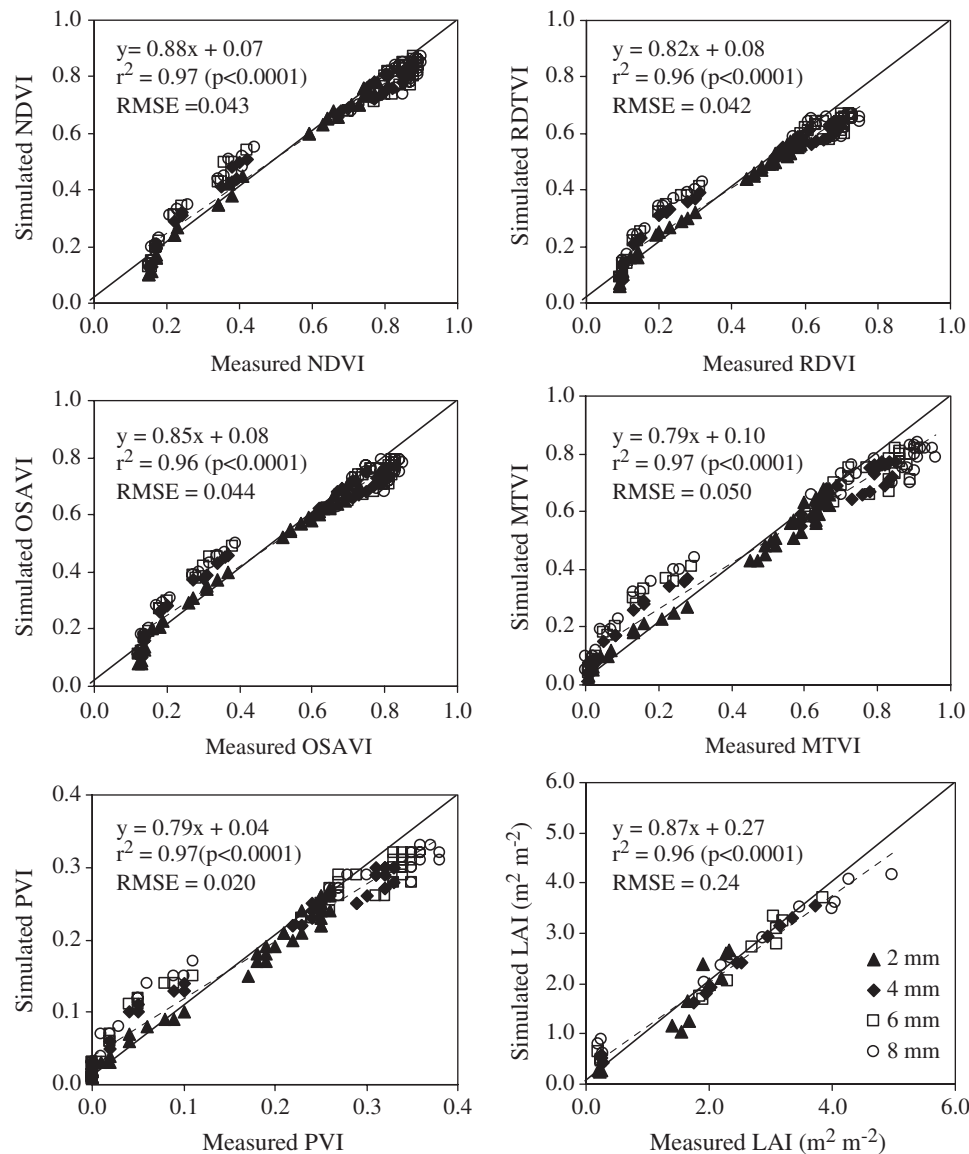 y= 0.88x + 0.07
r² = 0.97 (p<0.0001)
RMSE =0.043
Simulated NDVI
1.0
0.8
0.6
0.4
0.2
0.0
0.0 0.2 0.4 0.6 0.8 1.0
Measured NDVI
y = 0.82x + 0.08
r² = 0.96 (p<0.0001)
RMSE = 0.042
Simulated RDTVI
1.0
0.8
0.6
0.4
0.2
0.0
0.0 0.2 0.4 0.6 0.8 1.0
Measured RDVI
y = 0.85x + 0.08
r² = 0.96 (p<0.0001)
RMSE = 0.044
Simulated OSAVI
1.0
0.8
0.6
0.4
0.2
0.0
0.0 0.2 0.4 0.6 0.8 1.0
Measured OSAVI
y = 0.79x + 0.10
r² = 0.97 (p<0.0001)
RMSE = 0.050
Simulated MTVI
1.0
0.8
0.6
0.4
0.2
0.0
0.0 0.2 0.4 0.6 0.8 1.0
Measured MTVI
y = 0.79x + 0.04
r² = 0.97(p<0.0001)
RMSE = 0.020
Simulated PVI
0.4
0.3
0.2
0.1
0.0
0.0 0.1 0.2 0.3 0.4
Measured PVI
y = 0.87x + 0.27
r² = 0.96 (p<0.0001)
RMSE = 0.24
Simulated LAI (m² m⁻²)
6.0
5.0
4.0
3.0
2.0
1.0
0.0
2 mm
4 mm
6 mm
8 mm
0.0 2.0 4.0 6.0
Measured LAI (m² m⁻²)